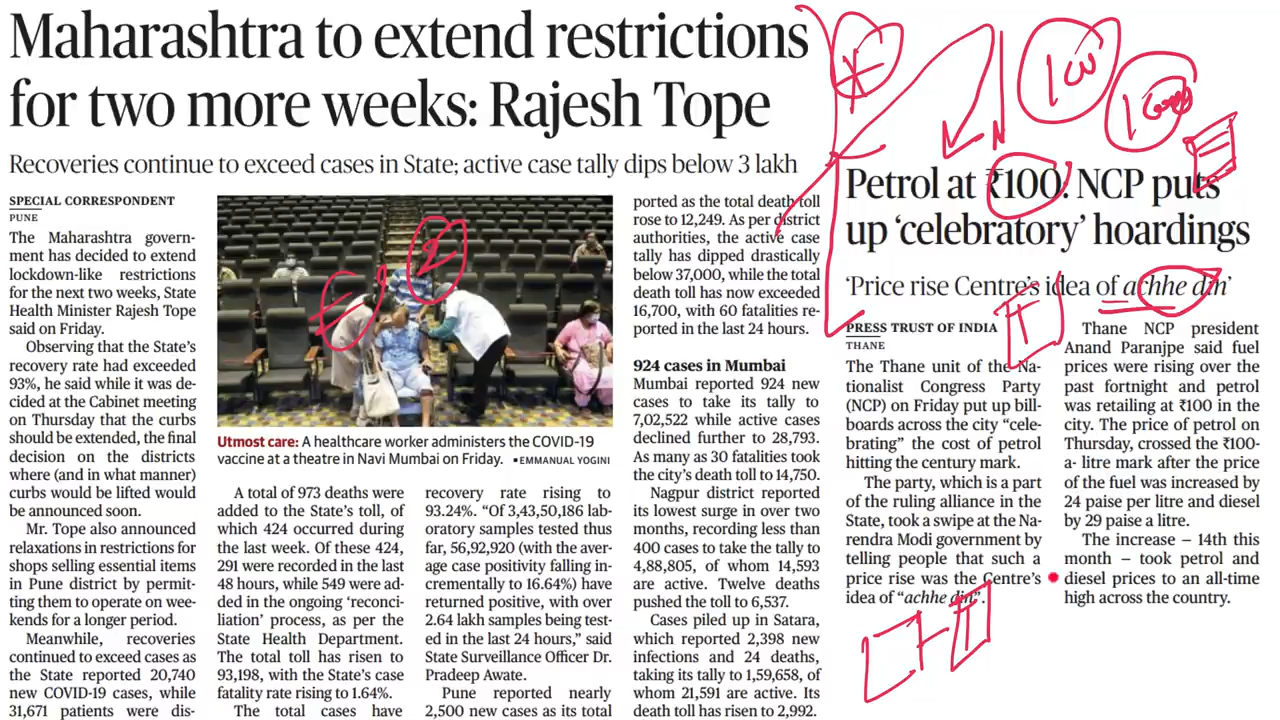 Maharashtra to extend restrictions
for two more weeks: Rajesh Tope
Recoveries continue to exceed cases in State; active case tally dips below 3 lakh
SPECIAL CORRESPONDENT
PUNE
The Maharashtra govern-
ment has decided to extend
lockdown-like restrictions
for the next two weeks, State
Health Minister Rajesh Tope
said on Friday.
Observing that the State's
recovery rate had exceeded
93%, he said while it was de-
cided at the Cabinet meeting
on Thursday that the curbs
should be extended, the final
decision on the districts
where (and in what manner)
curbs would be lifted would
be announced soon.
Mr. Tope also announced
relaxations in restrictions for
shops selling essential items
in Pune district by permit-
ting them to operate on wee-
kends for a longer period.
Meanwhile, recoveries
continued to exceed cases as
the State reported 20,740
new COVID-19 cases, while
31,671 patients were dis-
Utmost care: A healthcare worker administers the COVID-19
vaccine at a theatre in Navi Mumbai on Friday. ▪EMMANUAL YOGINI
A total of 973 deaths were
added to the State's toll, of
which 424 occurred during
the last week. Of these 424,
291 were recorded in the last
48 hours, while 549 were ad-
ded in the ongoing 'reconci-
liation' process, as per the
State Health Department.
The total toll has risen to
93,198, with the State's case
fatality rate rising to 1.64%.
The total cases have
recovery rate rising to
93.24%. "Of 3,43,50,186 lab-
oratory samples tested thus
far, 56,92,920 (with the aver-
age case positivity falling in-
crementally to 16.64%) have
returned positive, with over
2.64 lakh samples being test-
ed in the last 24 hours," said
State Surveillance Officer Dr.
Pradeep Awate.
Pune reported nearly
2,500 new cases as its total
ported as the total death toll
rose to 12,249. As per district
authorities, the active case
tally has dipped drastically
below 37,000, while the total
death toll has now exceeded
16,700, with 60 fatalities re-
ported in the last 24 hours.
924 cases in Mumbai
Mumbai reported 924 new
cases to take its tally to
7,02,522 while active cases
declined further to 28,793.
As many as 30 fatalities took
the city's death toll to 14,750.
Nagpur district reported
its lowest surge in over two
months, recording less than
400 cases to take the tally to
4,88,805, of whom 14,593
are active. Twelve deaths
pushed the toll to 6,537.
Cases piled up in Satara,
which reported 2,398 new
infections and 24 deaths,
taking its tally to 1,59,658, of
whom 21,591 are active. Its
death toll has risen to 2,992.
100
Petrol at ₹100: NCP puts
up 'celebratory' hoardings
'Price rise Centre's idea of achhe din'
PRESS TRUST OF INDIA
THANE
The Thane unit of the Na-
tionalist Congress Party
(NCP) on Friday put up bill-
boards across the city "cele-
brating" the cost of petrol
hitting the century mark.
The party, which is a part
of the ruling alliance in the
State, took a swipe at the Na-
rendra Modi government by
telling people that such a
price rise was the Centre's
idea of "achhe din".
Thane NCP president
Anand Paranjpe said fuel
prices were rising over the
past fortnight and petrol
was retailing at ₹100 in the
city. The price of petrol on
Thursday, crossed the ₹100-
a- litre mark after the price
of the fuel was increased by
24 paise per litre and diesel
by 29 paise a litre.
The increase – 14th this
month – took petrol and
diesel prices to an all-time
high across the country.